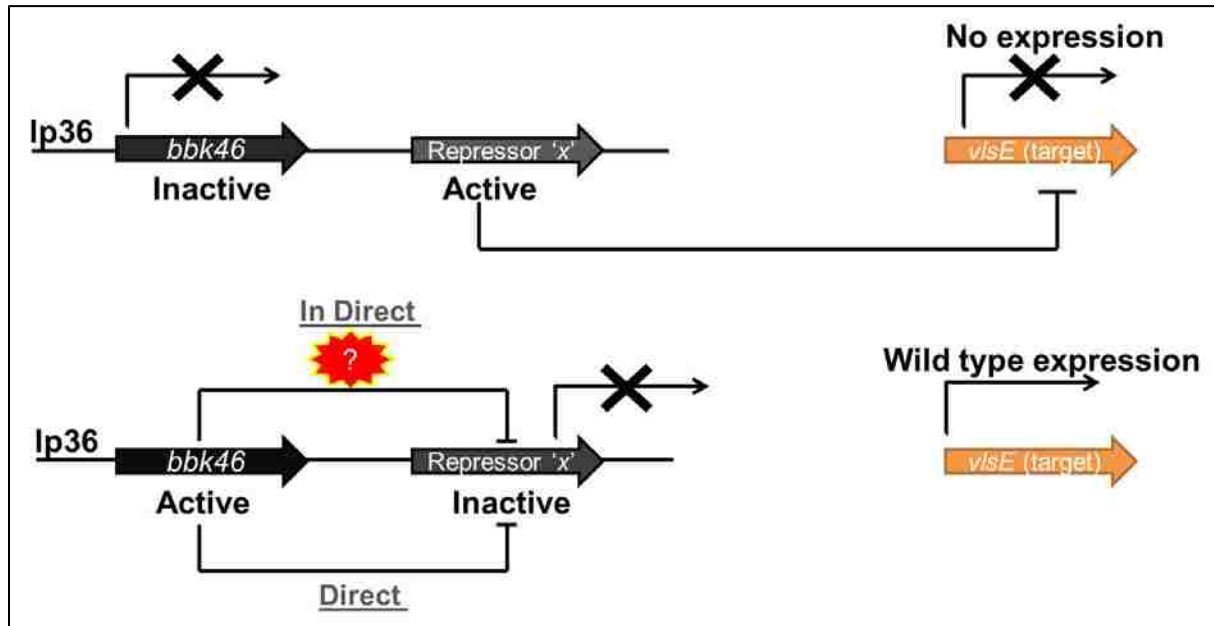 No expression
lp36
bbk46
Repressor ‘x’
vlsE (target)
Inactive
Active
In Direct
?
Wild type expression
lp36
bbk46
Repressor ‘x’
vlsE (target)
Active
Inactive
Direct